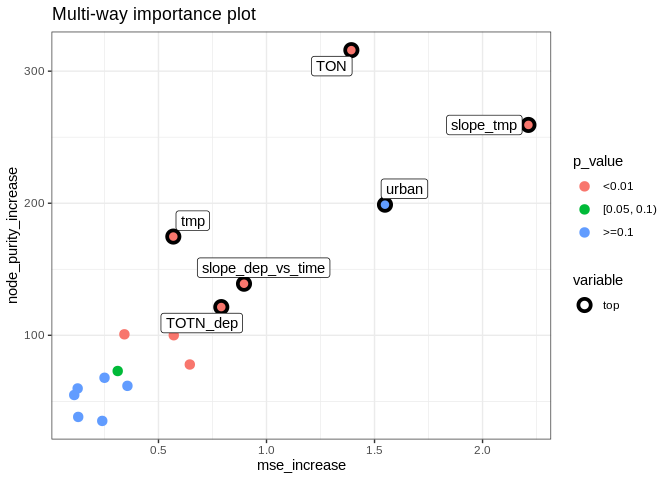 Multi-way importance plot
node_purity_increase
300
200
100
TON
slope_tmp
urban
tmp
slope_dep_vs_time
TOTN_dep
0.5
1.0
1.5
2.0
mse_increase
p_value
<0.01
[0.05, 0.1)
>=0.1
variable
top